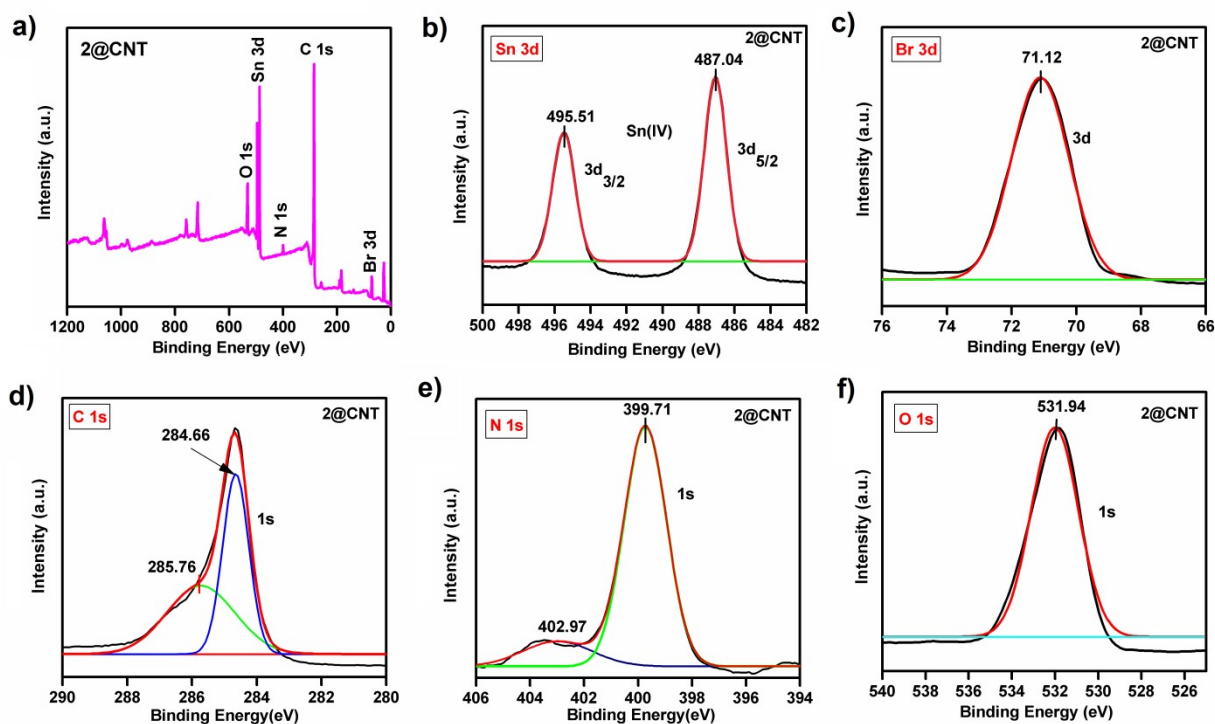 a)
2@CNT
C 1s
Sn 3d
O 1s
N 1s
Br 3d
Intensity (a.u.)
1200 1000 800 600 400 200 0
Binding Energy (eV)
b)
Sn 3d
2@CNT
487.04
495.51
Sn(IV)
3d 3/2
3d 5/2
Intensity (a.u.)
500 498 496 494 492 490 488 486 484 482
Binding Energy (eV)
c)
Br 3d
2@CNT
71.12
3d
Intensity (a.u.)
76 74 72 70 68 66
Binding Energy (eV)
d)
C 1s
2@CNT
284.66
1s
285.76
Intensity (a.u.)
290 288 286 284 282 280
Binding Energy(eV)
e)
N 1s
2@CNT
399.71
1s
402.97
Intensity (a.u.)
406 404 402 400 398 396 394
Binding Energy(eV)
f)
O 1s
2@CNT
531.94
1s
Intensity (a.u.)
540 538 536 534 532 530 528 526
Binding Energy(eV)